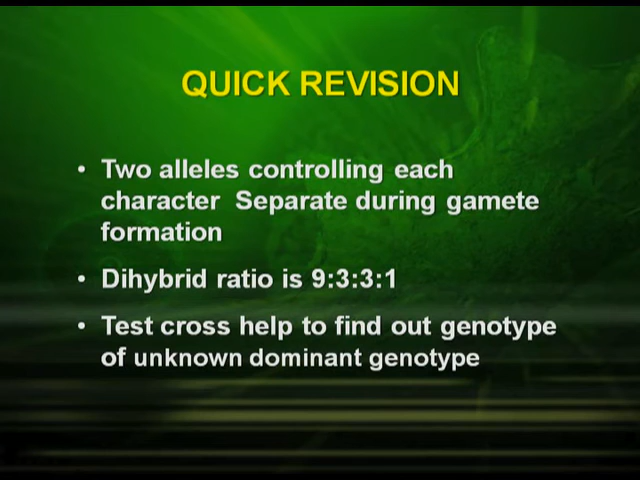 QUICK REVISION
• Two alleles controlling each
character Separate during gamete
formation
• Dihybrid ratio is 9:3:3:1
• Test cross help to find out genotype
of unknown dominant genotype